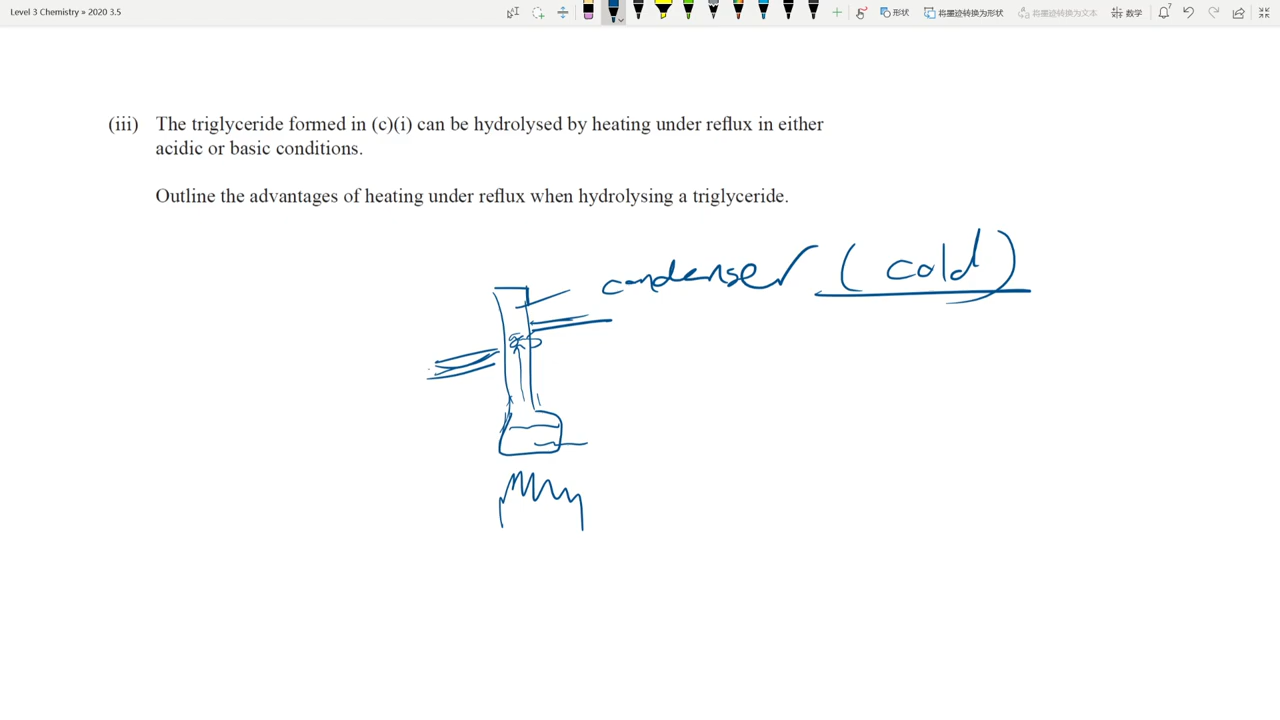 Level 3 Chemistry » 2020 3.5
形状
将墨迹转换为形状
将墨迹转换为文本
数学
(iii) The triglyceride formed in (c)(i) can be hydrolysed by heating under reflux in either
acidic or basic conditions.
Outline the advantages of heating under reflux when hydrolysing a triglyceride.
condenser (cold)